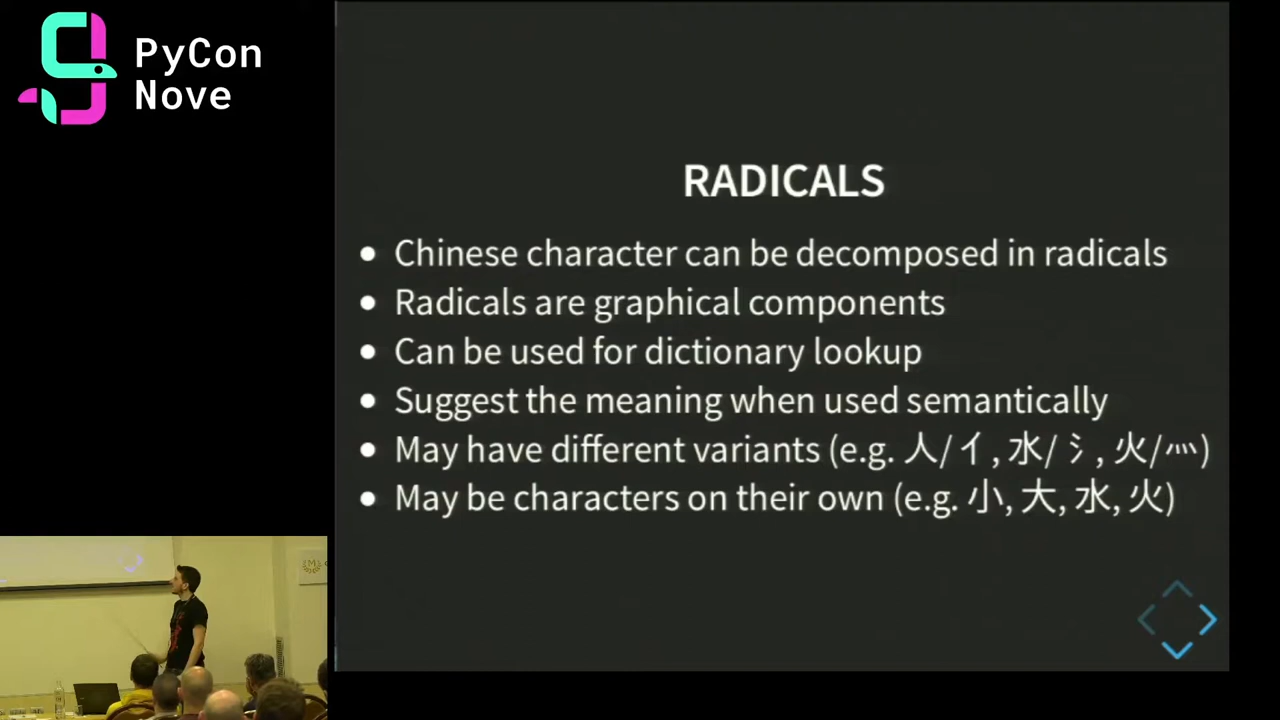 PyCon
Nove
RADICALS
• Chinese character can be decomposed in radicals
• Radicals are graphical components
• Can be used for dictionary lookup
• Suggest the meaning when used semantically
• May have different variants (e.g. 人/亻, 水/氵, 火/灬)
• May be characters on their own (e.g. 小, 大, 水, 火)